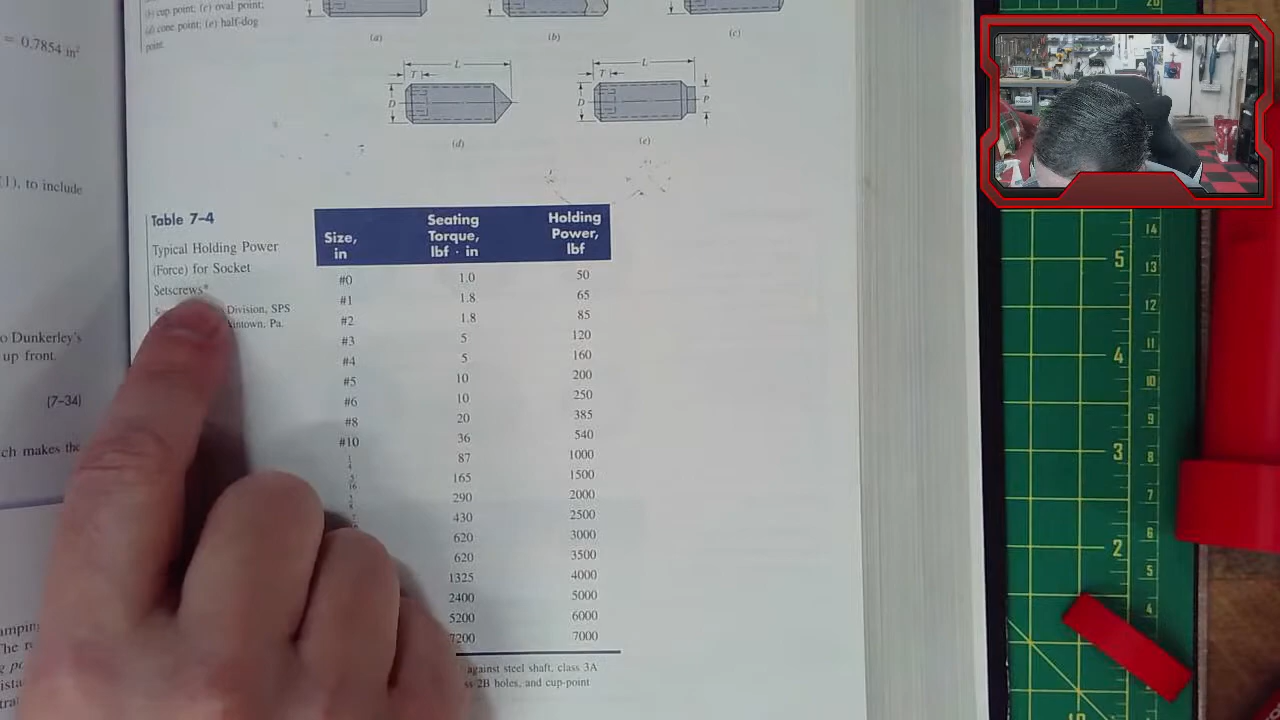 (b) cup point; (c) oval point;
(d) cone point; (e) half-dog
point.
(a)
(b)
(c)
L
T
D
(d)
L
T
D
P
(e)
= 0.7854 in²
(1), to include
o Dunkerley's
up front.
(7–34)
ch makes the
Table 7–4
Typical Holding Power
(Force) for Socket
Setscrews*
Division, SPS
kintown, Pa.
Size, in Seating Torque, lbf · in Holding Power, lbf
#0 1.0 50
#1 1.8 65
#2 1.8 85
#3 5 120
#4 5 160
#5 10 200
#6 10 250
#8 20 385
#10 36 540
1/4 87 1000
5/16 165 1500
3/8 290 2000
430 2500
620 3000
620 3500
1325 4000
2400 5000
5200 6000
7200 7000
against steel shaft, class 3A
ss 2B holes, and cup-point
14
5
13
12
11
4
10
9
3
8
7
2
6
5
4